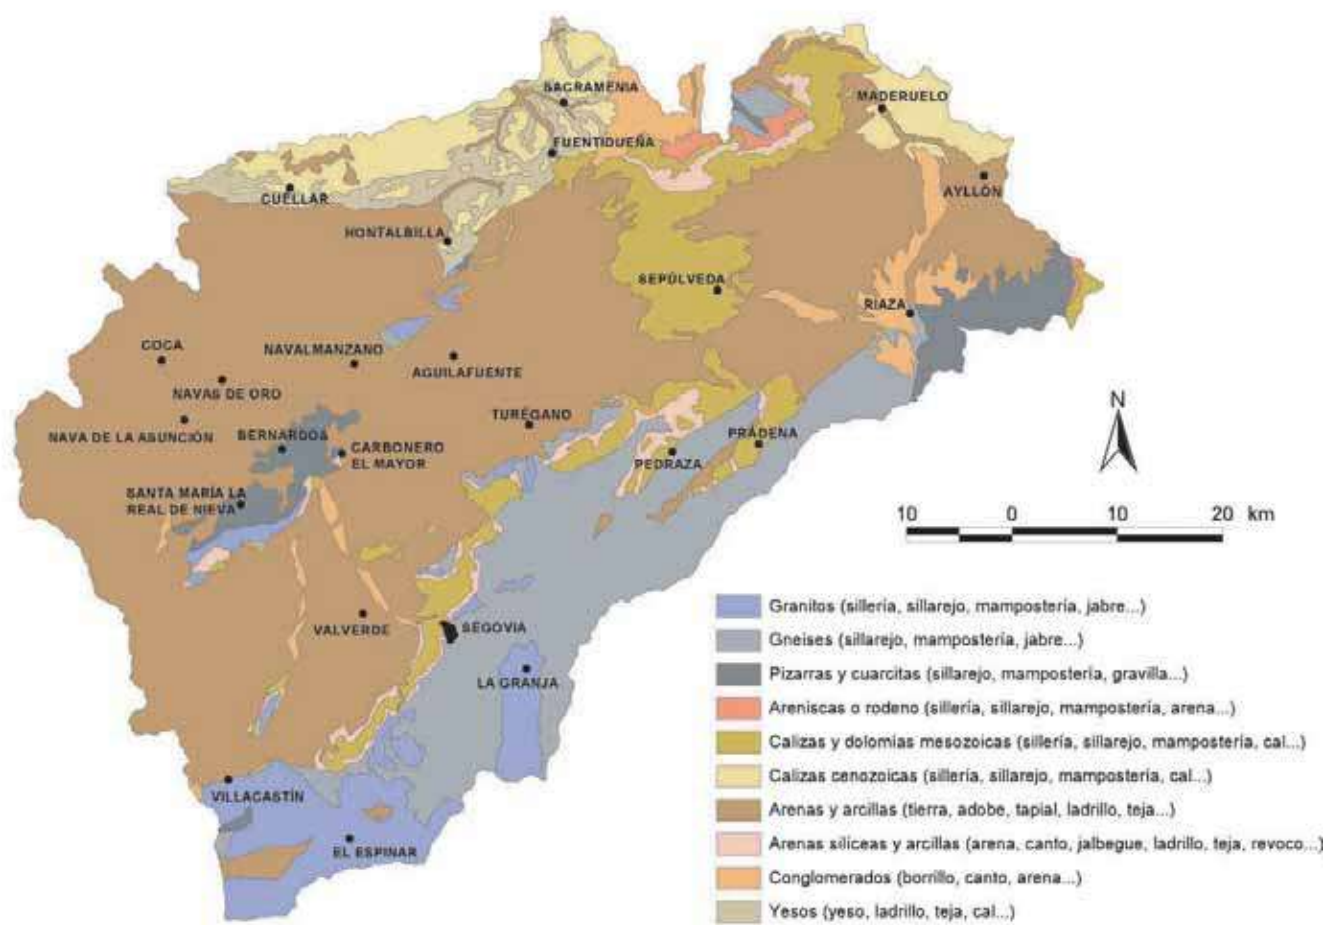 SACRAMENIA
MADERUELO
FUENTIDUEÑA
AYLLÓN
CUÉLLAR
HONTALBILLA
SEPÚLVEDA
RIAZA
COCA
NAVALMANZANO
AGUILAFUENTE
NAVAS DE ORO
TURÉGANO
NAVA DE LA ASUNCIÓN
BERNARDOS
CARBONERO
EL MAYOR
PRÁDENA
PEDRAZA
SANTA MARÍA LA
REAL DE NIEVA
VALVERDE
SEGOVIA
LA GRANJA
VILLACASTÍN
EL ESPINAR
N
10 0 10 20 km
Granitos (sillería, sillarejo, mampostería, jabre...)
Gneises (sillarejo, mampostería, jabre...)
Pizarras y cuarcitas (sillarejo, mampostería, gravilla...)
Areniscas o rodeno (sillería, sillarejo, mampostería, arena...)
Calizas y dolomías mesozoicas (sillería, sillarejo, mampostería, cal...)
Calizas cenozoicas (sillería, sillarejo, mampostería, cal...)
Arenas y arcillas (tierra, adobe, tapial, ladrillo, teja...)
Arenas silíceas y arcillas (arena, canto, jalbegue, ladrillo, teja, revoco...)
Conglomerados (borrillo, canto, arena...)
Yesos (yeso, ladrillo, teja, cal...)